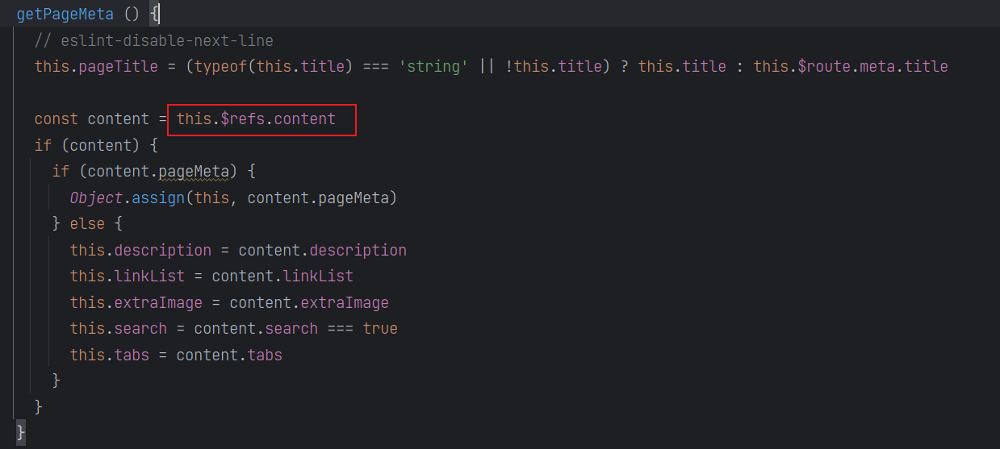 getPageMeta () {
// eslint-disable-next-line
this.pageTitle = (typeof(this.title) === 'string' || !this.title) ? this.title : this.$route.meta.title
const content = this.$refs.content
if (content) {
if (content.pageMeta) {
Object.assign(this, content.pageMeta)
} else {
this.description = content.description
this.linkList = content.linkList
this.extraImage = content.extraImage
this.search = content.search === true
this.tabs = content.tabs
}
}
}